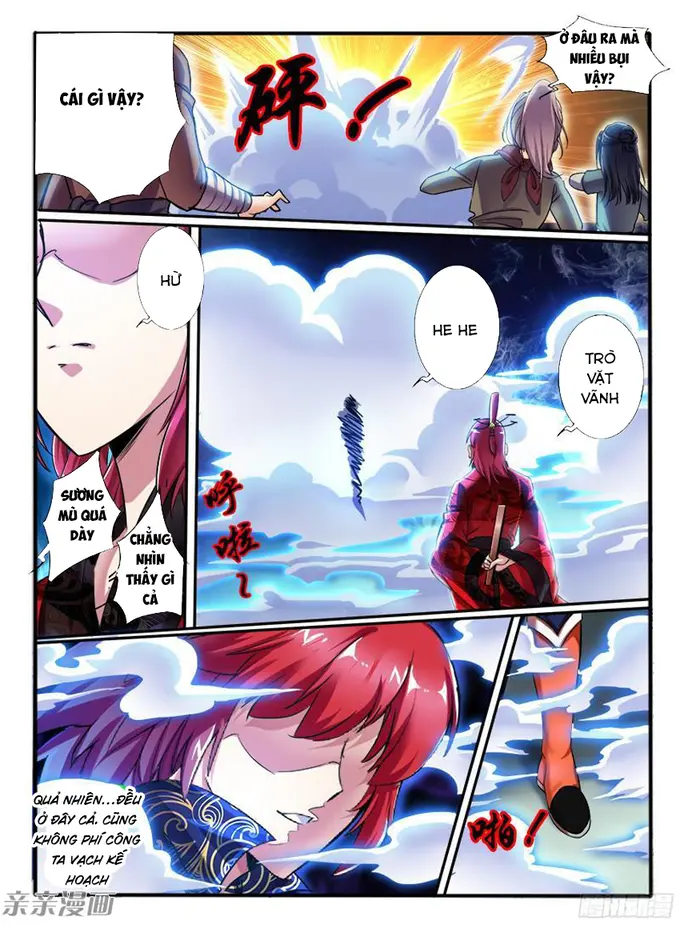 Ở ĐÂU RA MÀ
NHIỀU BỤI
VẬY?
CÁI GÌ VẬY?
砰!
HỪ
HE HE
TRÒ
VẶT
VÃNH
SƯƠNG
MÙ QUÁ
DÀY
CHẲNG
NHÌN
THẤY GÌ
CẢ
呼
啦
~
QUẢ NHIÊN...ĐỀU
Ở ĐÂY CẢ. CŨNG
KHÔNG PHÍ CÔNG
TA VẠCH KẾ
HOẠCH
啪!
亲亲漫画